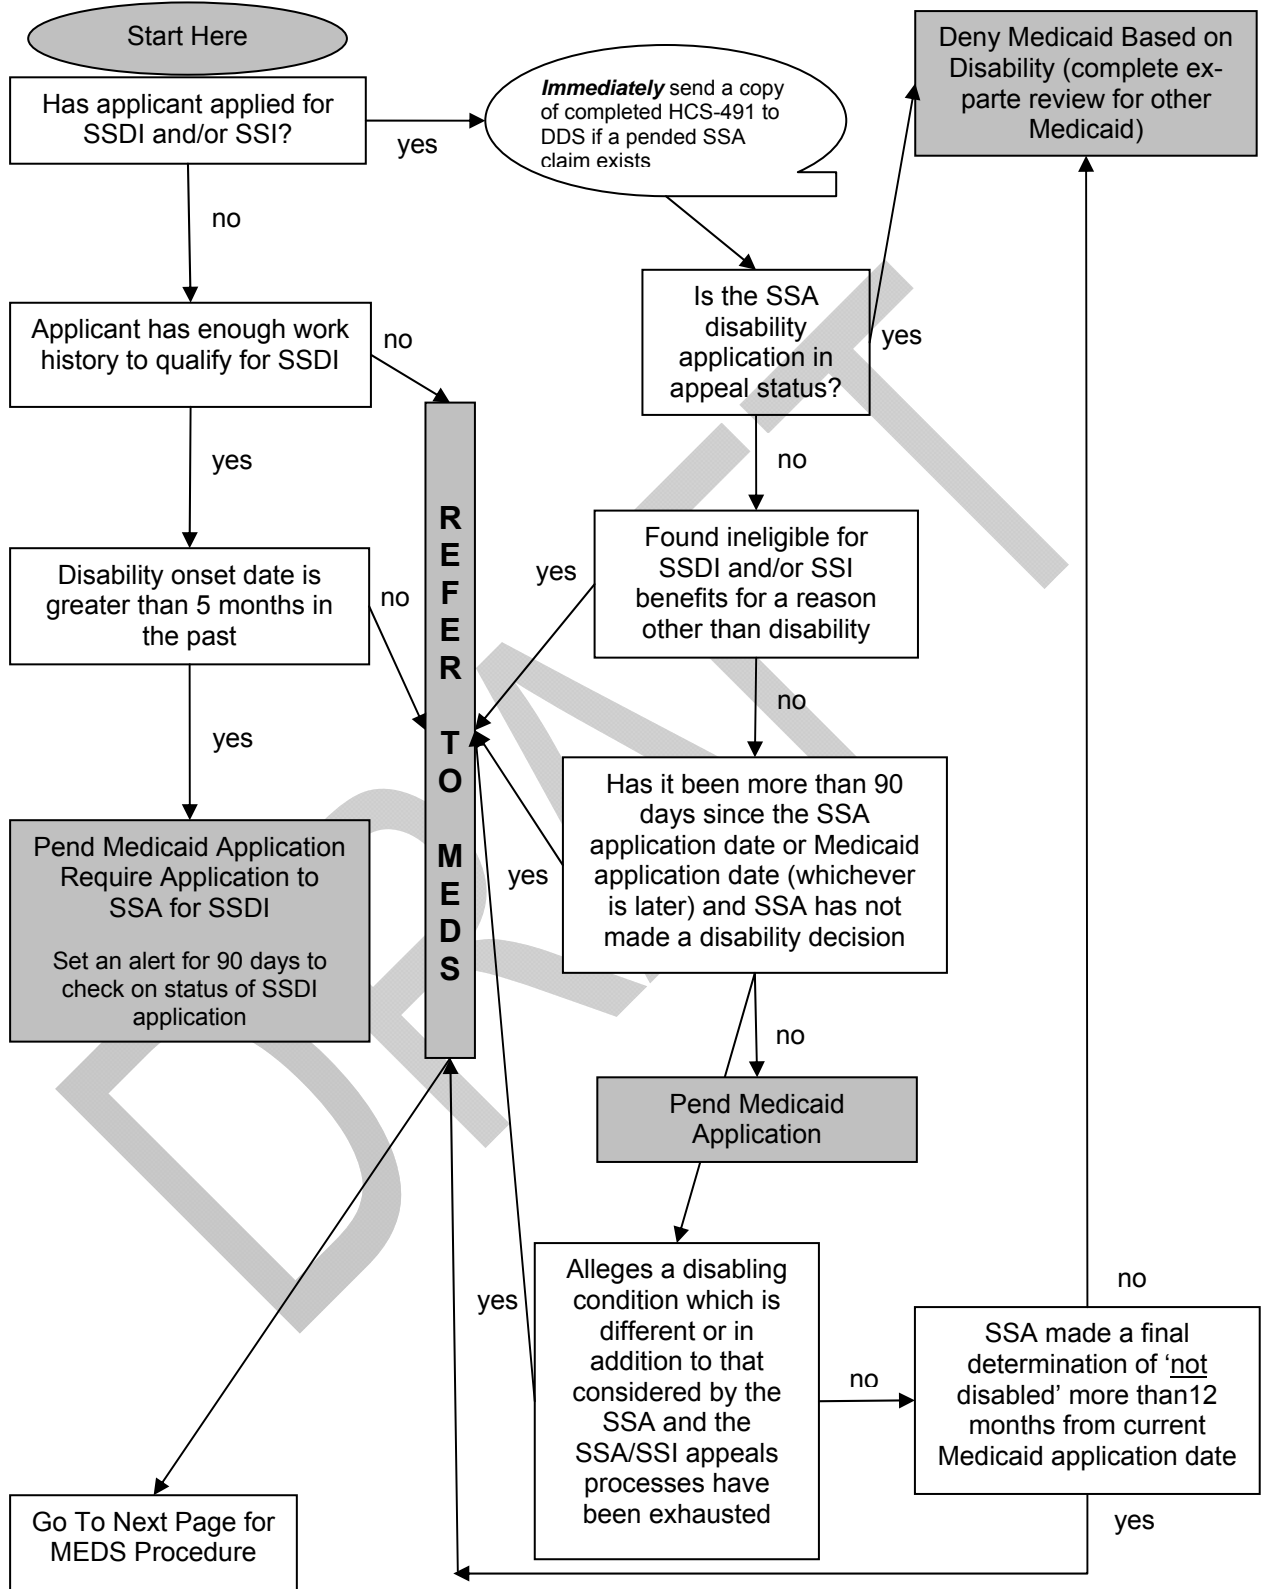 Start Here
Has applicant applied for
SSDI and/or SSI?
yes
Immediately send a copy
of completed HCS-491 to
DDS if a pended SSA
claim exists
Deny Medicaid Based on
Disability (complete ex-
parte review for other
Medicaid)
no
Is the SSA
disability
application in
appeal status?
yes
Applicant has enough work
history to qualify for SSDI
no
yes
no
REFER TO MEDS
Found ineligible for
SSDI and/or SSI
benefits for a reason
other than disability
yes
Disability onset date is
greater than 5 months in
the past
no
no
yes
Has it been more than 90
days since the SSA
application date or Medicaid
application date (whichever
is later) and SSA has not
made a disability decision
yes
Pend Medicaid Application
Require Application to
SSA for SSDI
Set an alert for 90 days to
check on status of SSDI
application
no
Pend Medicaid
Application
Alleges a disabling
condition which is
different or in
addition to that
considered by the
SSA and the
SSA/SSI appeals
processes have
been exhausted
yes
no
no
SSA made a final
determination of ‘not
disabled’ more than12
months from current
Medicaid application date
yes
Go To Next Page for
MEDS Procedure
DRAFT